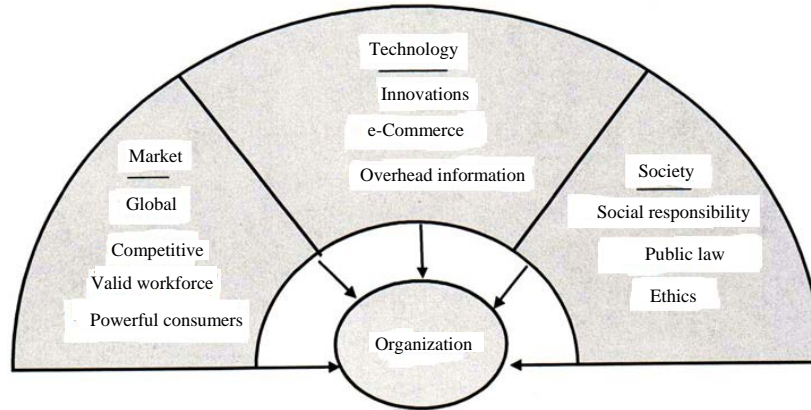 Technology
Innovations
e-Commerce
Overhead information
Market
Global
Competitive
Valid workforce
Powerful consumers
Society
Social responsibility
Public law
Ethics
Organization